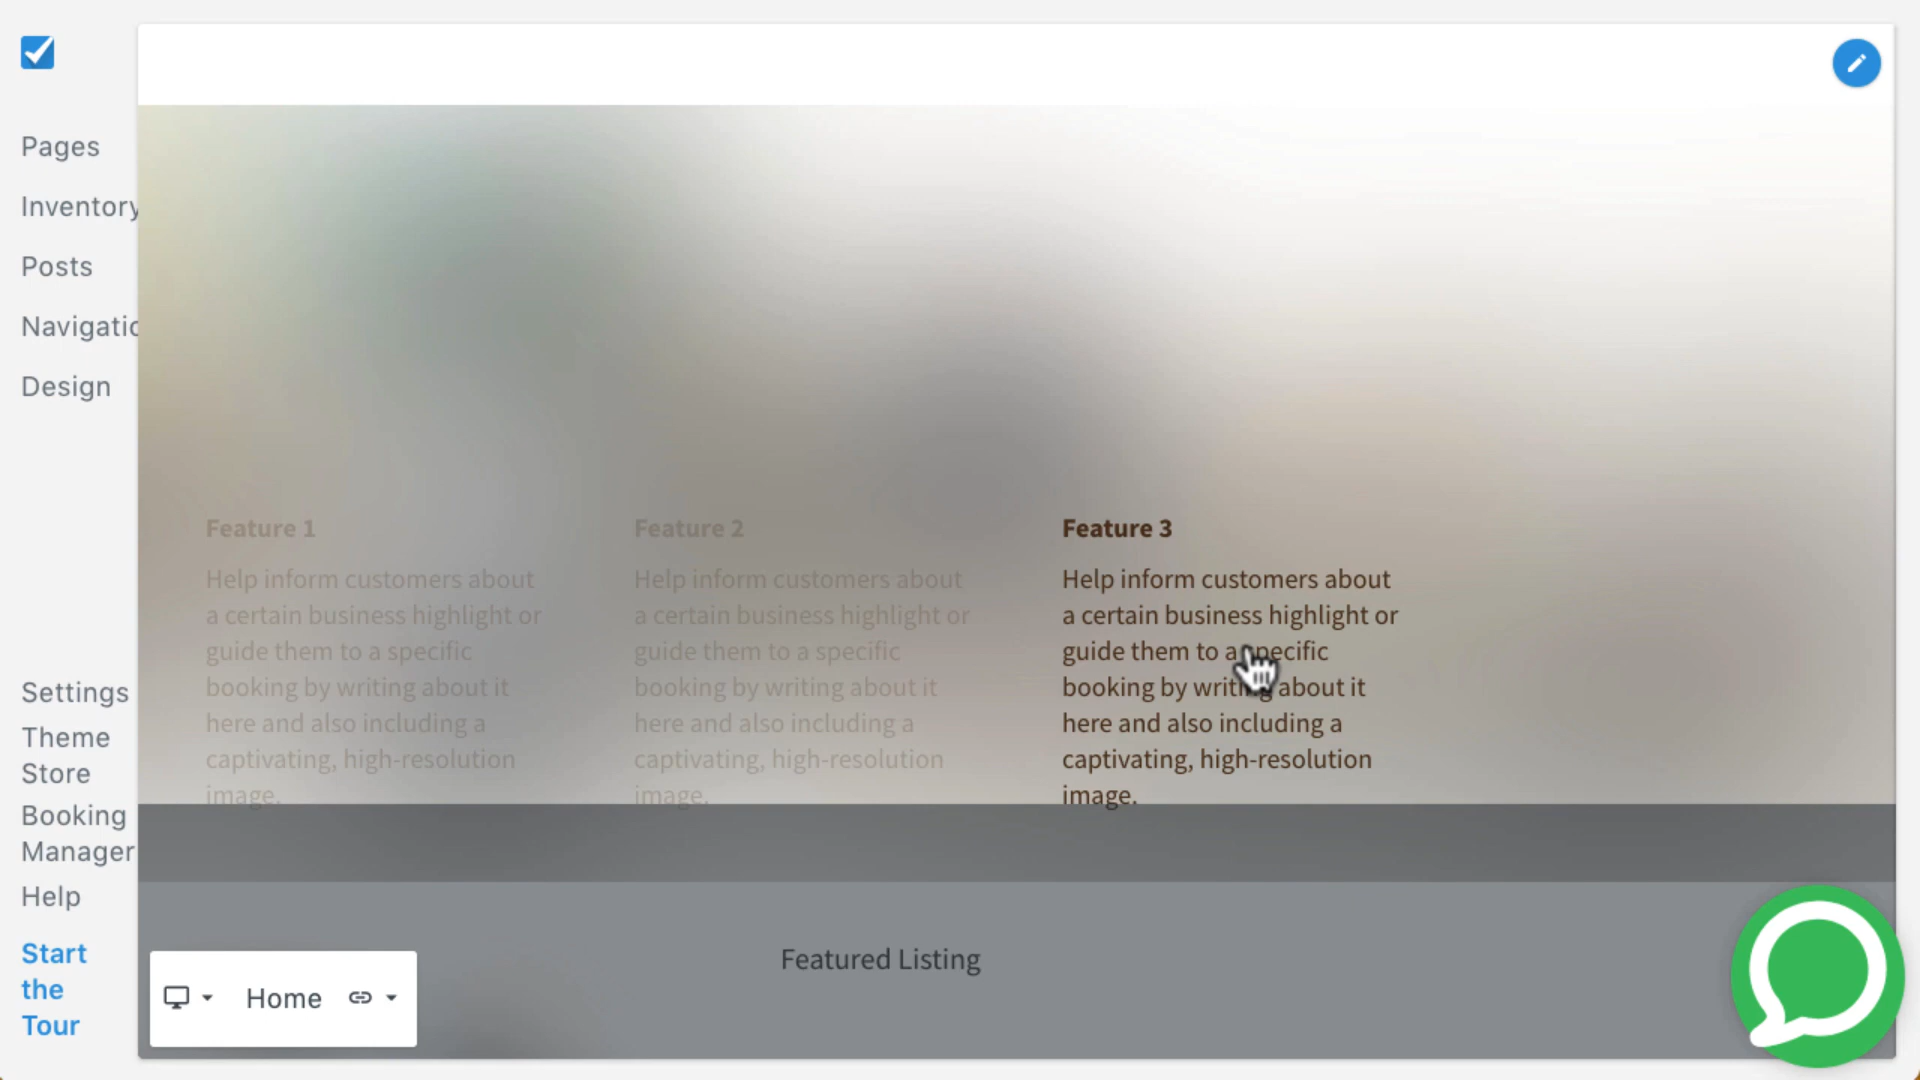 Pages
Inventory
Posts
Navigatio
Design
Settings
Theme
Store
Booking
Manager
Help
Start
the
Tour
Feature 1
Help inform customers about
a certain business highlight or
guide them to a specific
booking by writing about it
here and also including a
captivating, high-resolution
image.
Feature 2
Help inform customers about
a certain business highlight or
guide them to a specific
booking by writing about it
here and also including a
captivating, high-resolution
image.
Feature 3
Help inform customers about
a certain business highlight or
guide them to a specific
booking by writing about it
here and also including a
captivating, high-resolution
image.
Featured Listing
Home